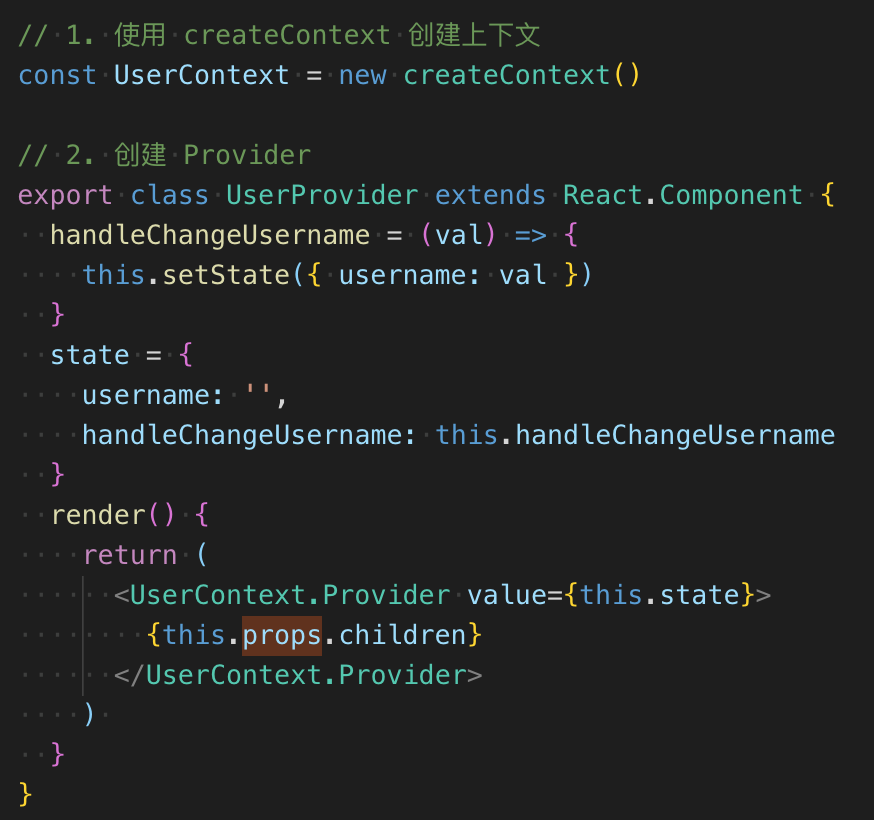 // 1. 使用 createContext 创建上下文
const UserContext = new createContext()

// 2. 创建 Provider
export class UserProvider extends React.Component {
  handleChangeUsername = (val) => {
    this.setState({ username: val })
  }
  state = {
    username: '',
    handleChangeUsername: this.handleChangeUsername
  }
  render() {
    return (
      <UserContext.Provider value={this.state}>
        {this.props.children}
      </UserContext.Provider>
    )
  }
}